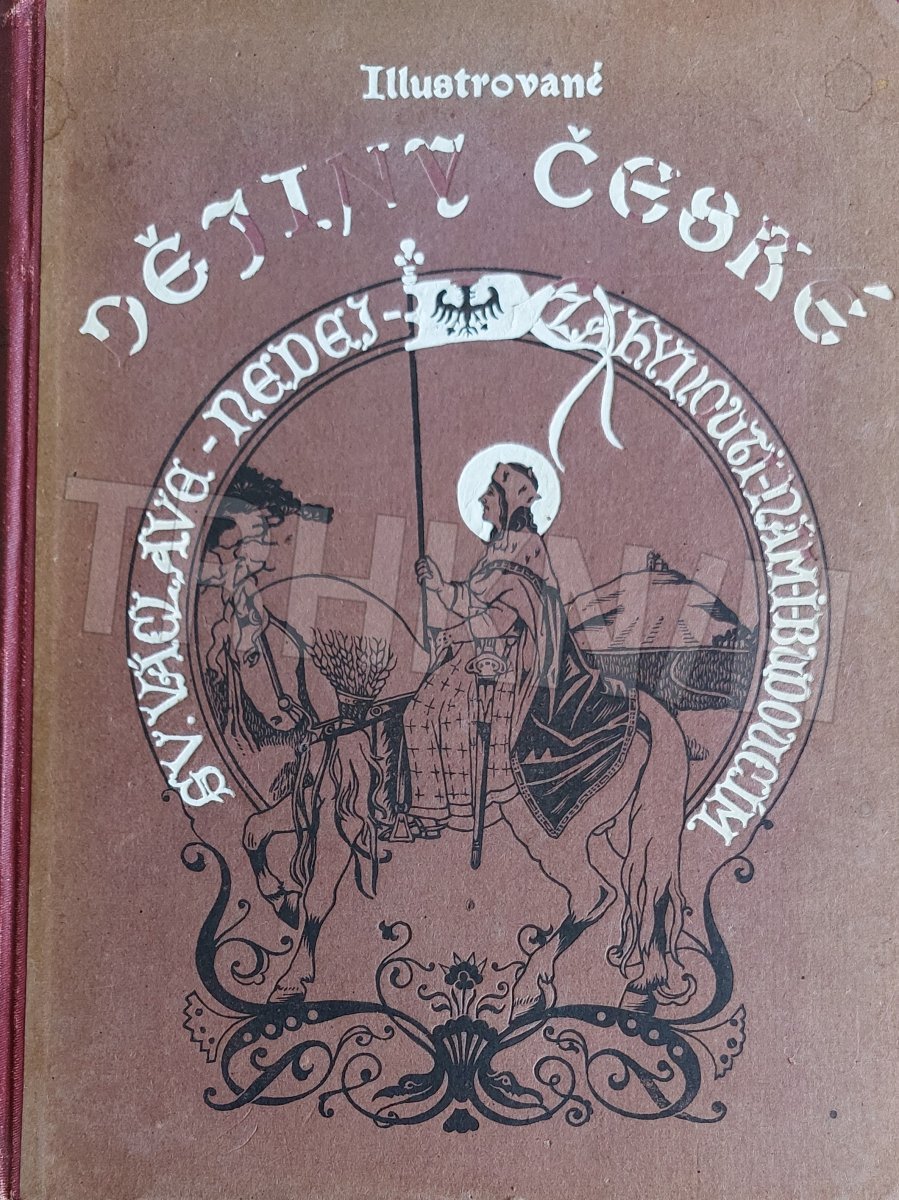 Illustrované
DĚJINY ČESKÉ
SV. VÁCLAVE - NEDEJ - ZAHYNOUTI - NÁM - I - BUDOUCÍM